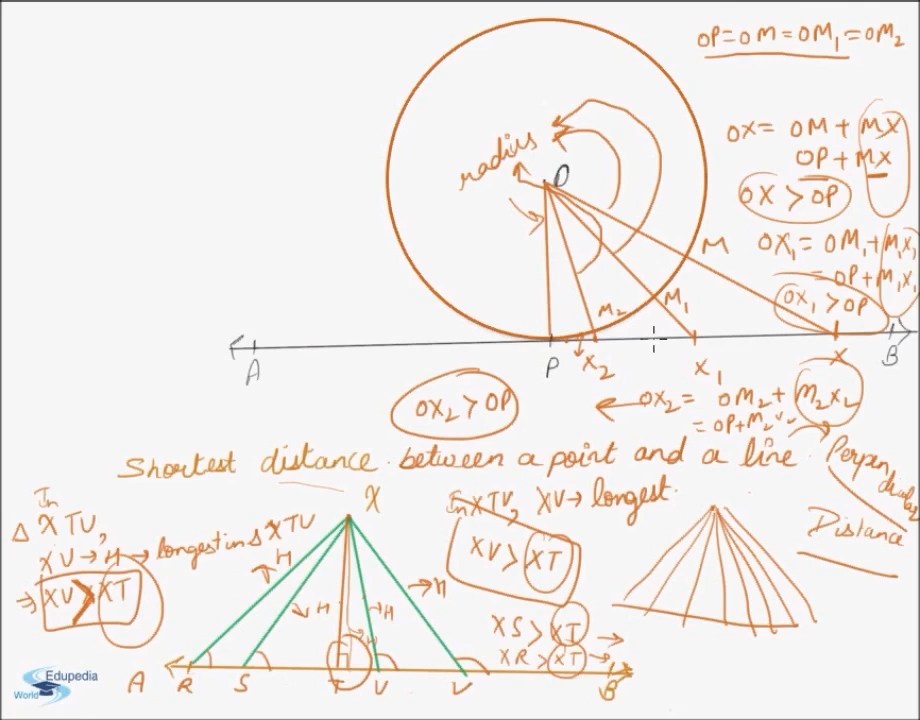 OP = OM = OM₁ = OM₂
OX = OM + MX
OP + MX
OX > OP
OX₁ = OM₁ + M₁X₁
= OP + M₁X₁
OX₁ > OP
radius
O
M
M₁
M₂
A
P
X₂
X₁
X
B
OX₂ > OP
OX₂ = OM₂ + M₂X₂
= OP + M₂
Shortest distance between a point and a line.
Perpendicular
Distance
In
Δ XTU,
XU → H → longest in Δ XTU
⇒ XU > XT
X
H
H
H
H
H
In XTV, XV → longest.
XV > XT
XS > XT →
XR > XT →
A
R
S
T
U
V
B
Edupedia
World